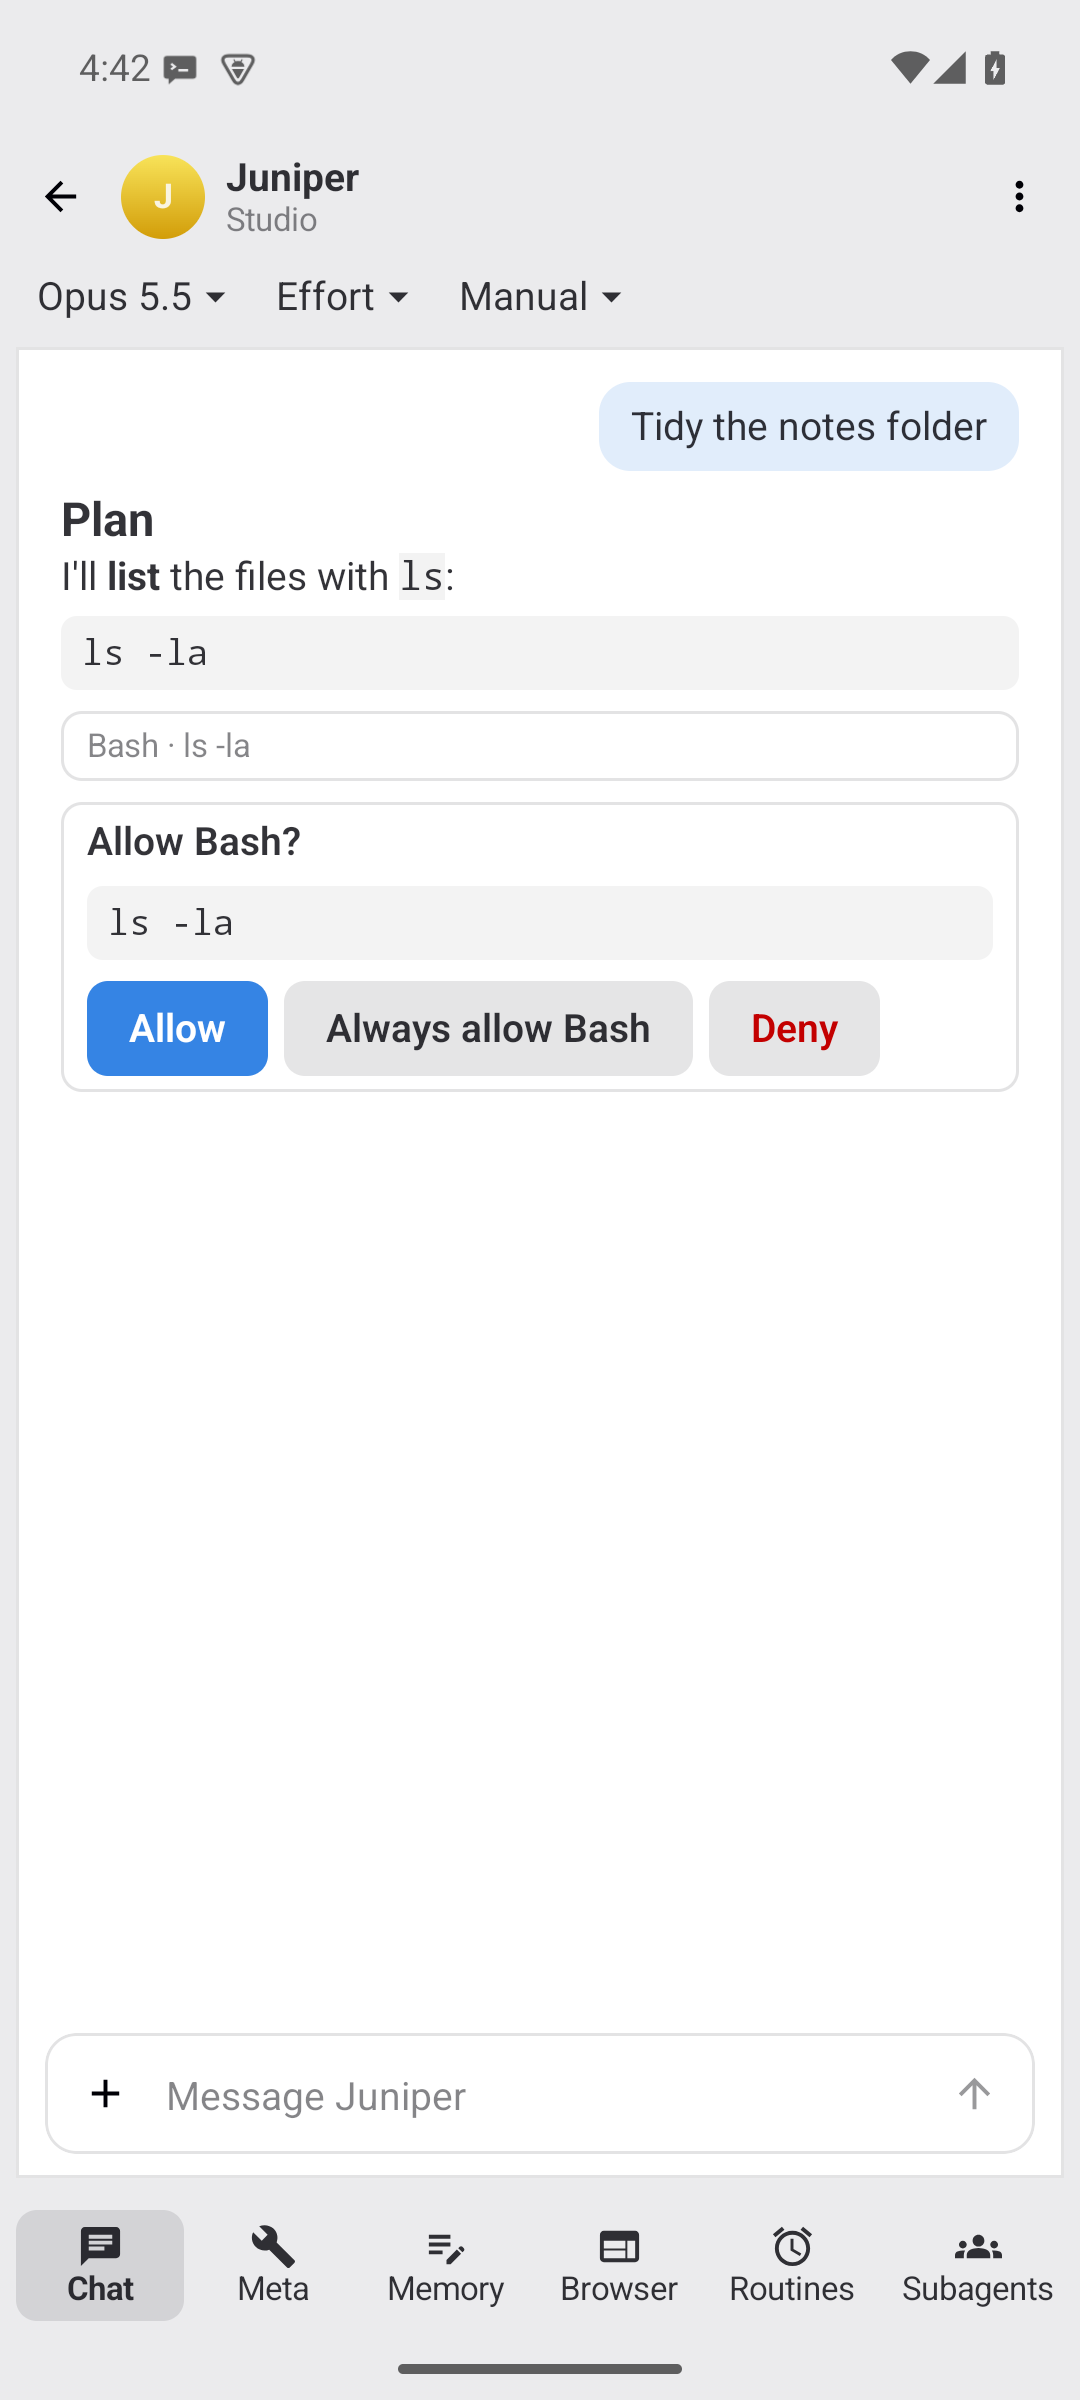 4:42
J
Juniper
Studio
Opus 5.5
Effort
Manual
Tidy the notes folder
Plan
I'll list the files with ls:
ls -la
Bash · ls -la
Allow Bash?
ls -la
Allow
Always allow Bash
Deny
Message Juniper
Chat
Meta
Memory
Browser
Routines
Subagents